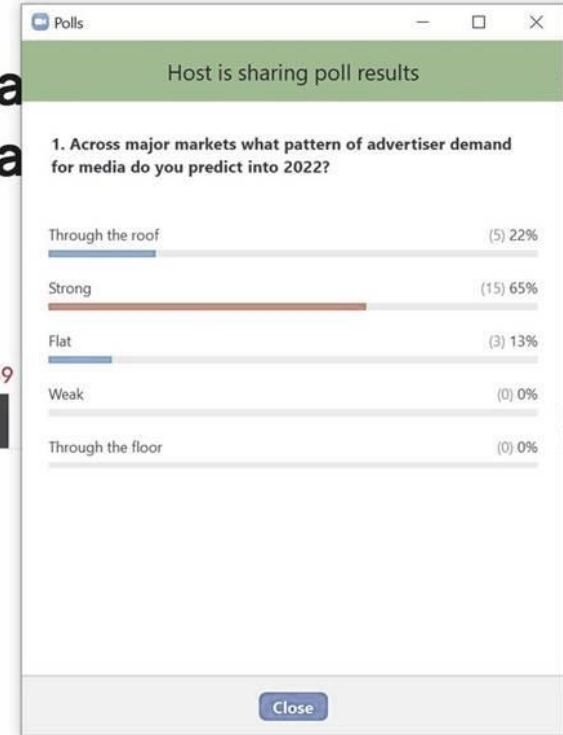 Polls
Host is sharing poll results
a
a
1. Across major markets what pattern of advertiser demand
for media do you predict into 2022?
Through the roof (5) 22%
Strong (15) 65%
Flat (3) 13%
9
Weak (0) 0%
Through the floor (0) 0%
Close